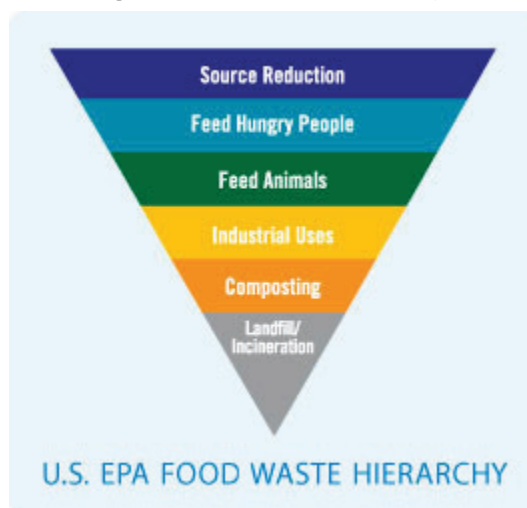 Source Reduction
Feed Hungry People
Feed Animals
Industrial Uses
Composting
Landfill/
Incineration
U.S. EPA FOOD WASTE HIERARCHY